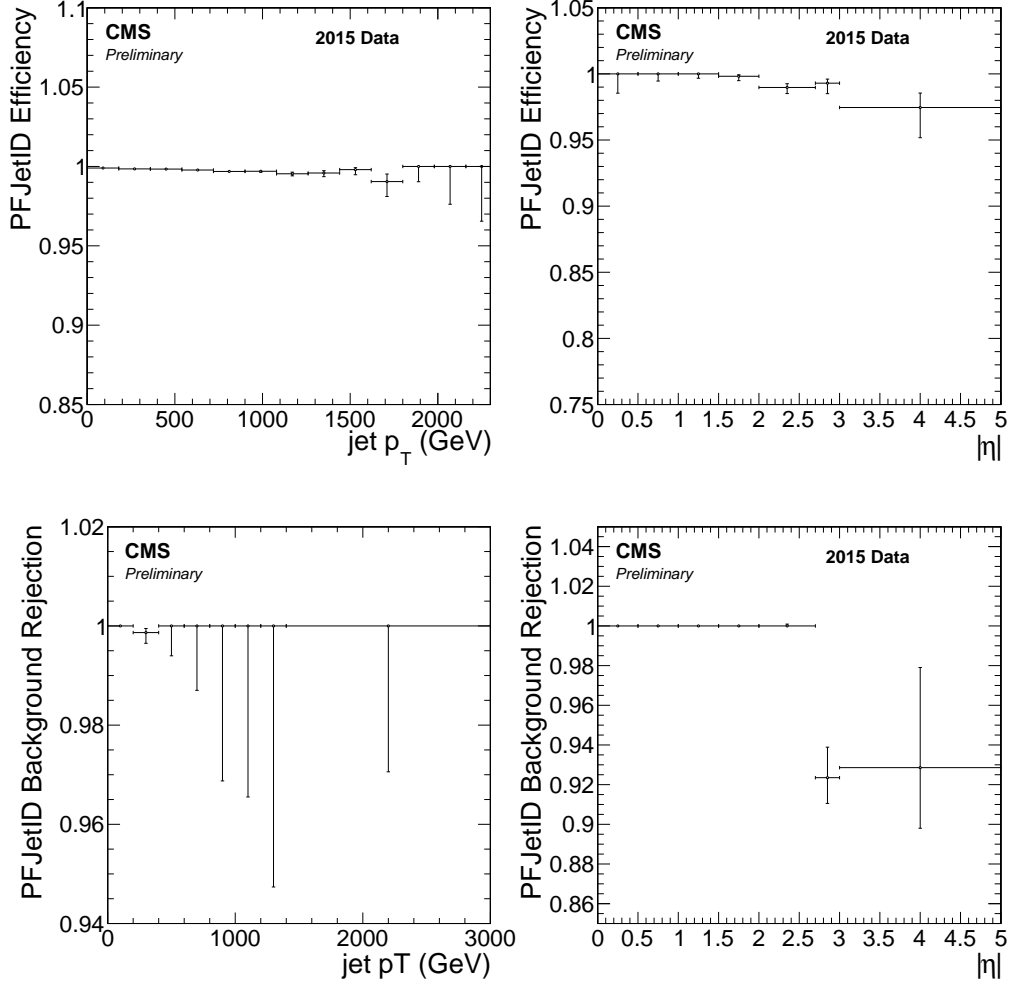 PFJetID Efficiency
CMS
Preliminary
2015 Data
1.1
1.05
1
0.95
0.9
0.85
0 500 1000 1500 2000
jet p_T (GeV)
PFJetID Efficiency
CMS
Preliminary
2015 Data
1.05
1
0.95
0.9
0.85
0.8
0.75
0 0.5 1 1.5 2 2.5 3 3.5 4 4.5 5
|η|
PFJetID Background Rejection
CMS
Preliminary
1.02
1
0.98
0.96
0.94
0 1000 2000 3000
jet pT (GeV)
PFJetID Background Rejection
CMS
Preliminary
2015 Data
1.04
1.02
1
0.98
0.96
0.94
0.92
0.9
0.88
0.86
0 0.5 1 1.5 2 2.5 3 3.5 4 4.5 5
|η|